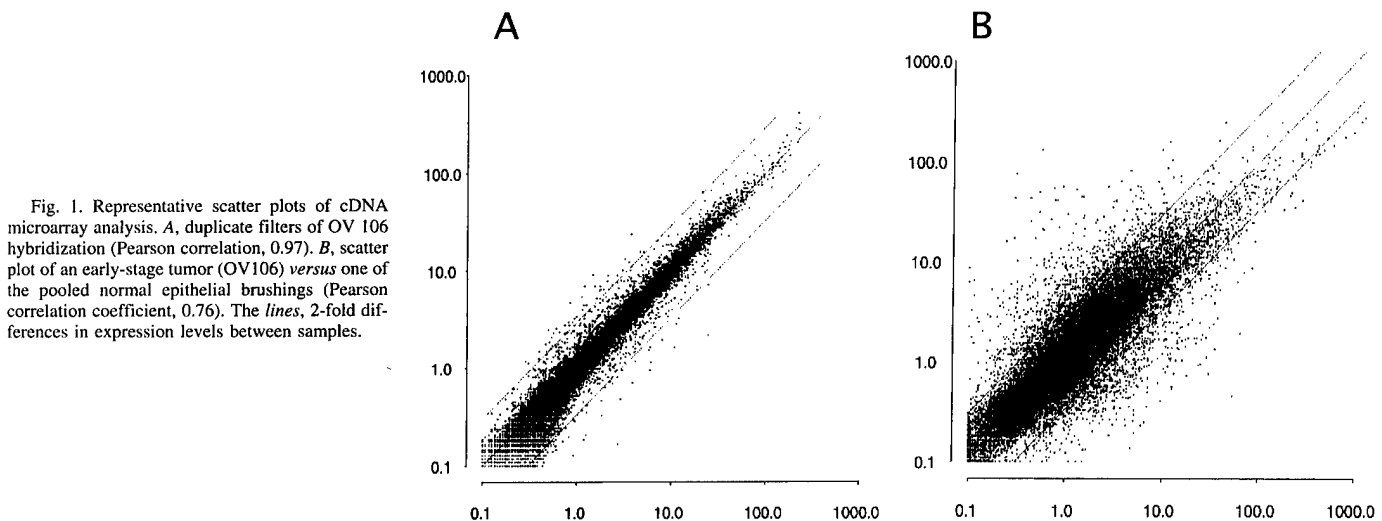 A
B
Fig. 1. Representative scatter plots of cDNA
microarray analysis. A, duplicate filters of OV 106
hybridization (Pearson correlation, 0.97). B, scatter
plot of an early-stage tumor (OV106) versus one of
the pooled normal epithelial brushings (Pearson
correlation coefficient, 0.76). The lines, 2-fold dif-
ferences in expression levels between samples.
1000.0
100.0
10.0
1.0
0.1
0.1 1.0 10.0 100.0 1000.0
1000.0
100.0
10.0
1.0
0.1
0.1 1.0 10.0 100.0 1000.0